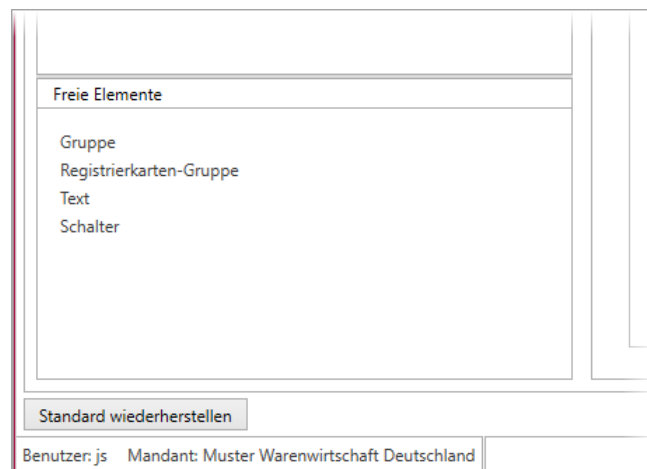 Freie Elemente
Gruppe
Registrierkarten-Gruppe
Text
Schalter
Standard wiederherstellen
Benutzer: js Mandant: Muster Warenwirtschaft Deutschland